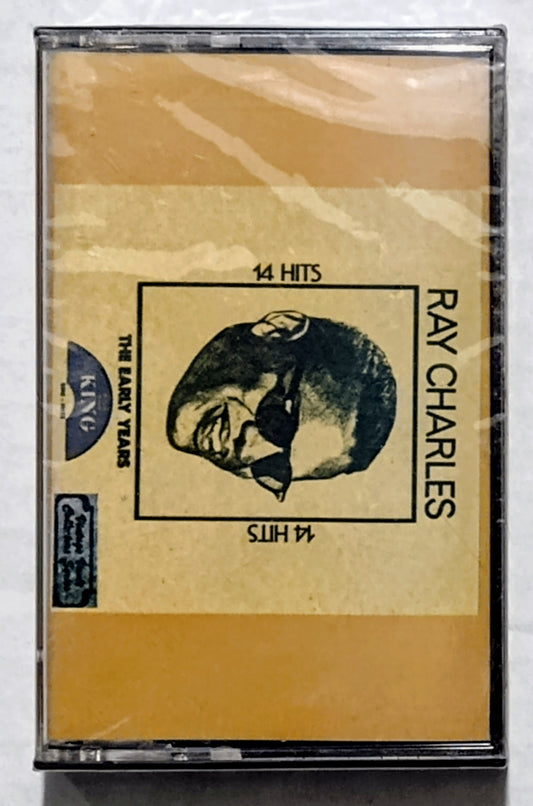 RAY CHARLES
14 HITS
14 HITS
THE EARLY YEARS
KING